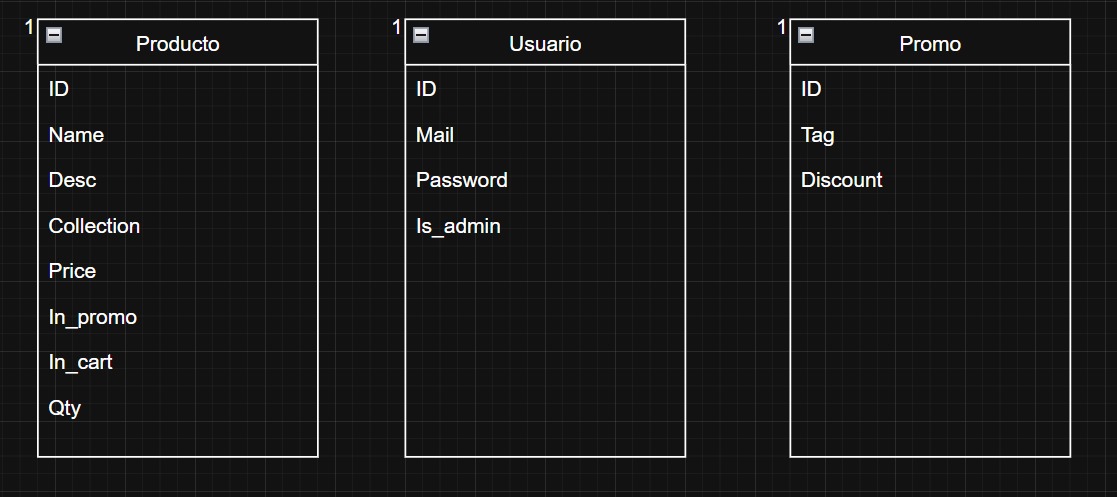 1
Producto
ID
Name
Desc
Collection
Price
In_promo
In_cart
Qty
1
Usuario
ID
Mail
Password
Is_admin
1
Promo
ID
Tag
Discount